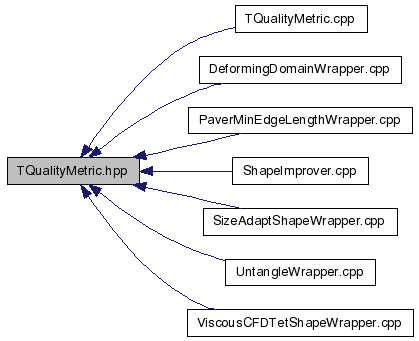 TQualityMetric.cpp
DeformingDomainWrapper.cpp
PaverMinEdgeLengthWrapper.cpp
TQualityMetric.hpp
ShapeImprover.cpp
SizeAdaptShapeWrapper.cpp
UntangleWrapper.cpp
ViscousCFDTetShapeWrapper.cpp